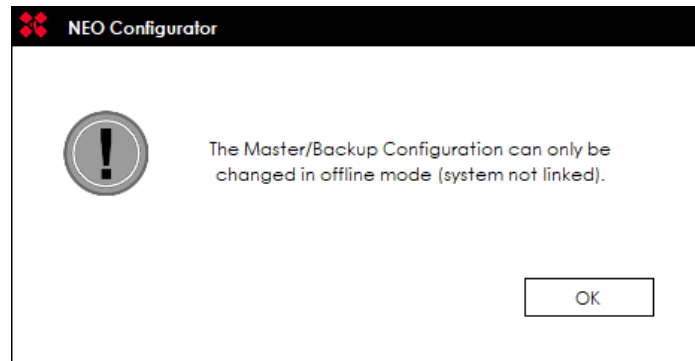 NEO Configurator
The Master/Backup Configuration can only be
changed in offline mode (system not linked).
OK